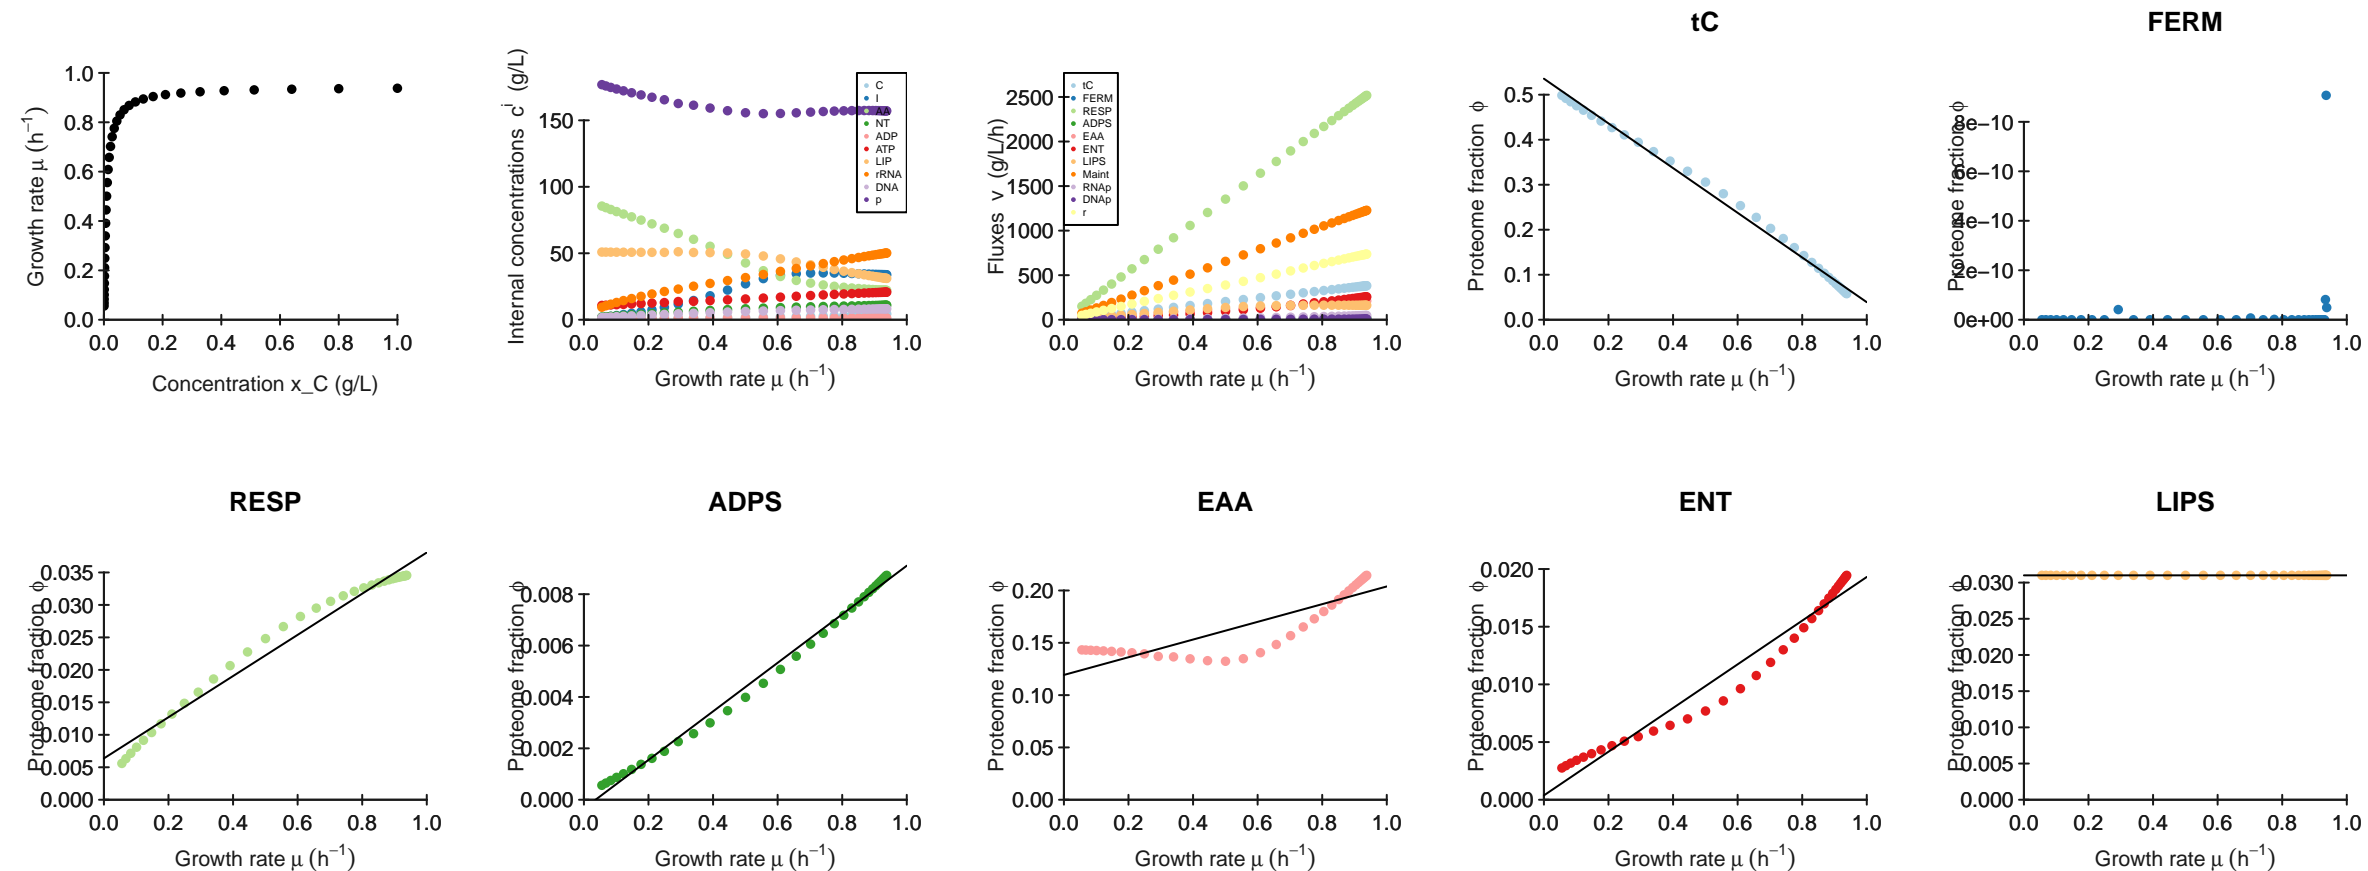 tC
FERM
Growth rate μ (h⁻¹)
1.0
0.8
0.6
0.4
0.2
0.0
0.0 0.2 0.4 0.6 0.8 1.0
Concentration x_C (g/L)
Internal concentrations cⁱ (g/L)
150
100
50
0
0 0.2 0.4 0.6 0.8 1.0
Growth rate μ (h⁻¹)
C
I
AA
NT
ADP
ATP
LIP
rRNA
DNA
p
Fluxes v (g/L/h)
2500
2000
1500
1000
500
0
0 0.2 0.4 0.6 0.8 1.0
Growth rate μ (h⁻¹)
tC
FERM
RESP
ADPS
EAA
ENT
LIPS
Maint
RNAp
DNAp
r
Proteome fraction ϕ
0.5
0.4
0.3
0.2
0.1
0.0
0.0 0.2 0.4 0.6 0.8 1.0
Growth rate μ (h⁻¹)
Proteome fraction ϕ
8e−10
6e−10
4e−10
2e−10
0e+00
0.0 0.2 0.4 0.6 0.8 1.0
Growth rate μ (h⁻¹)
RESP
ADPS
EAA
ENT
LIPS
Proteome fraction ϕ
0.035
0.030
0.025
0.020
0.015
0.010
0.005
0.000
0.0 0.2 0.4 0.6 0.8 1.0
Growth rate μ (h⁻¹)
Proteome fraction ϕ
0.008
0.006
0.004
0.002
0.000
0.0 0.2 0.4 0.6 0.8 1.0
Growth rate μ (h⁻¹)
Proteome fraction ϕ
0.20
0.15
0.10
0.05
0.00
0.0 0.2 0.4 0.6 0.8 1.0
Growth rate μ (h⁻¹)
Proteome fraction ϕ
0.020
0.015
0.010
0.005
0.000
0.0 0.2 0.4 0.6 0.8 1.0
Growth rate μ (h⁻¹)
Proteome fraction ϕ
0.030
0.025
0.020
0.015
0.010
0.005
0.000
0.0 0.2 0.4 0.6 0.8 1.0
Growth rate μ (h⁻¹)